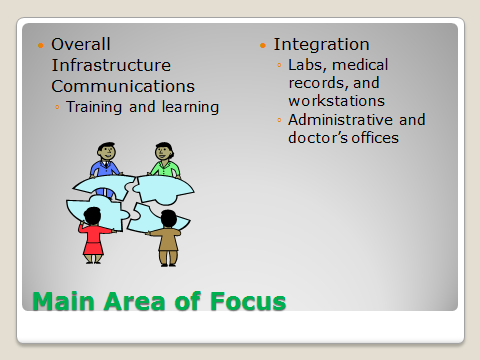 Overall
Infrastructure
Communications
Training and learning
Integration
Labs, medical
records, and
workstations
Administrative and
doctor's offices
Main Area of Focus